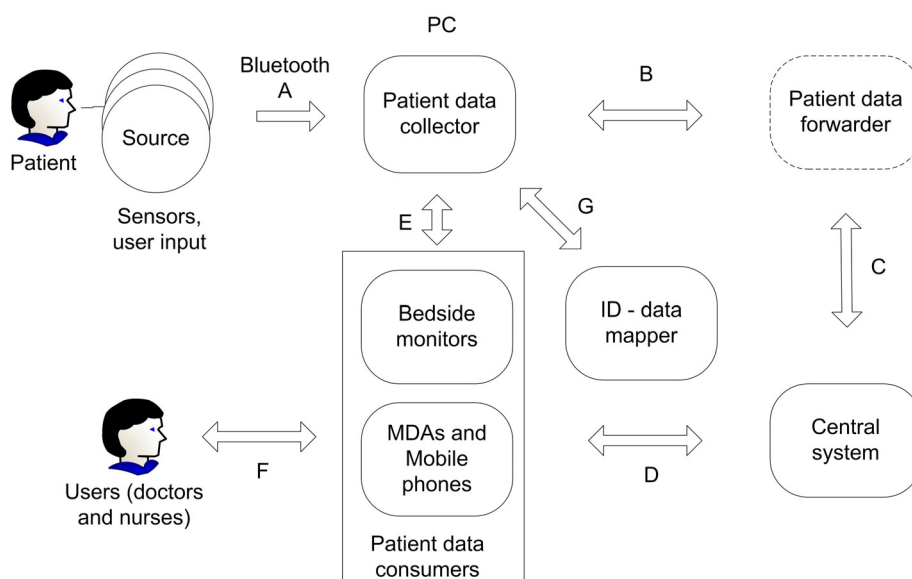 PC
Bluetooth
A
B
Patient data
collector
Patient data
forwarder
Source
Patient
Sensors,
user input
E
G
C
Bedside
monitors
ID - data
mapper
MDAs and
Mobile
phones
Central
system
F
D
Users (doctors
and nurses)
Patient data
consumers